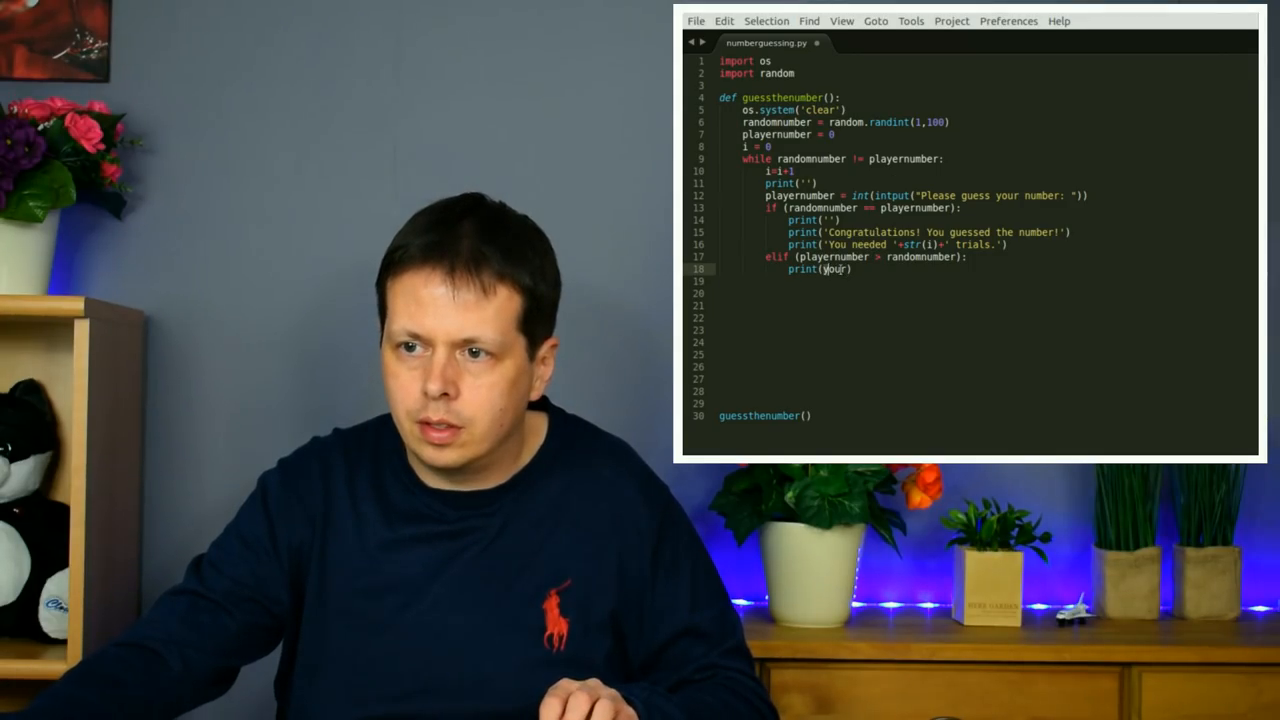 File Edit Selection Find View Goto Tools Project Preferences Help
numberguessing.py
1 import os
2 import random
3
4 def guessthenumber():
5 os.system('clear')
6 randomnumber = random.randint(1,100)
7 playernumber = 0
8 i = 0
9 while randomnumber != playernumber:
10 i=i+1
11 print('')
12 playernumber = int(intput("Please guess your number: "))
13 if (randomnumber == playernumber):
14 print('')
15 print('Congratulations! You guessed the number!')
16 print('You needed '+str(i)+' trials.')
17 elif (playernumber > randomnumber):
18 print(your)
19
20
21
22
23
24
25
26
27
28
29
30 guessthenumber()
HERB GARDEN